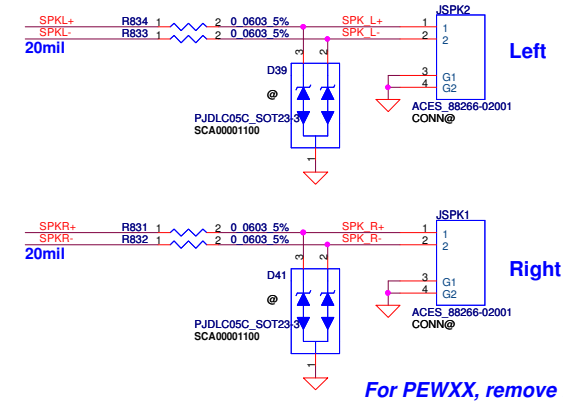 JSPK2
SPKL+ R834 1 2 0_0603_5% SPK_L+ 1 1
SPKL- R833 1 2 0_0603_5% SPK_L- 2 2
20mil
Left
3 2
D39
3 G1
4 G2
@
ACES_88266-02001
CONN@
PJDLC05C_SOT23-3
SCA00001100
1
JSPK1
SPKR+ R831 1 2 0_0603_5% SPK_R+ 1 1
SPKR- R832 1 2 0_0603_5% SPK_R- 2 2
20mil
Right
3 2
D41
3 G1
4 G2
@
ACES_88266-02001
CONN@
PJDLC05C_SOT23-3
SCA00001100
1
For PEWXX, remove